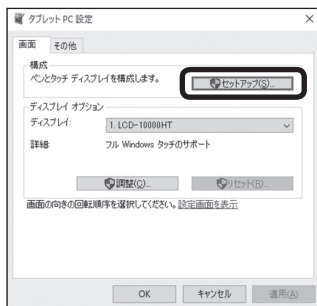 タブレット PC 設定
画面 その他
構成
ペンとタッチ ディスプレイを構成します。 セットアップ(S)...
ディスプレイ オプション
ディスプレイ: 1. LCD-10000HT
詳細: フル Windows タッチのサポート
調整(C)... リセット(R)...
画面の向きの回転順序を選択してください。設定画面を表示
OK キャンセル 適用(A)